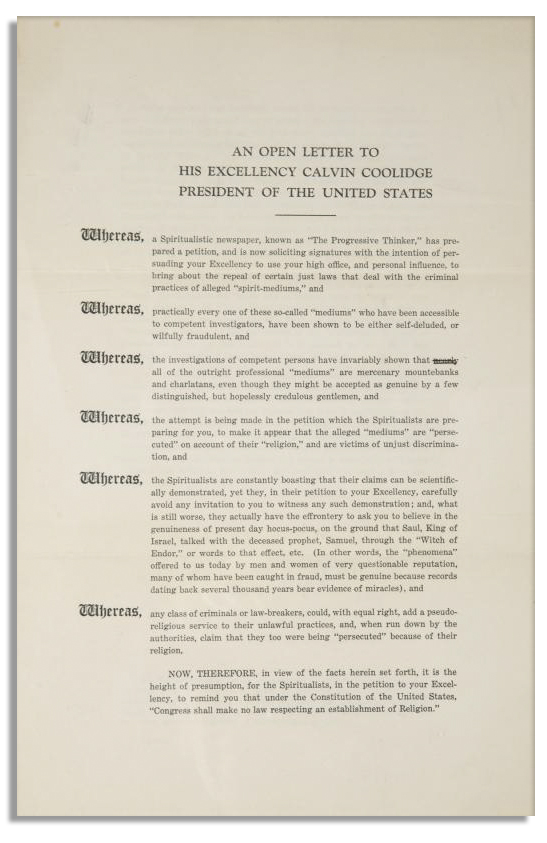 AN OPEN LETTER TO
HIS EXCELLENCY CALVIN COOLIDGE
PRESIDENT OF THE UNITED STATES
Whereas, a Spiritualistic newspaper, known as "The Progressive Thinker," has pre-
pared a petition, and is now soliciting signatures with the intention of per-
suading your Excellency to use your high office, and personal influence, to
bring about the repeal of certain just laws that deal with the criminal
practices of alleged "spirit-mediums," and
Whereas, practically every one of these so-called "mediums" who have been accessible
to competent investigators, have been shown to be either self-deluded, or
wilfully fraudulent, and
Whereas, the investigations of competent persons have invariably shown that nearly
all of the outright professional "mediums" are mercenary mountebanks
and charlatans, even though they might be accepted as genuine by a few
distinguished, but hopelessly credulous gentlemen, and
Whereas, the attempt is being made in the petition which the Spiritualists are pre-
paring for you, to make it appear that the alleged "mediums" are "perse-
cuted" on account of their "religion," and are victims of unjust discrimina-
tion, and
Whereas, the Spiritualists are constantly boasting that their claims can be scientific-
ally demonstrated, yet they, in their petition to your Excellency, carefully
avoid any invitation to you to witness any such demonstration; and, what
is still worse, they actually have the effrontery to ask you to believe in the
genuineness of present day hocus-pocus, on the ground that Saul, King of
Israel, talked with the deceased prophet, Samuel, through the "Witch of
Endor," or words to that effect, etc. (In other words, the "phenomena"
offered to us today by men and women of very questionable reputation,
many of whom have been caught in fraud, must be genuine because records
dating back several thousand years bear evidence of miracles), and
Whereas, any class of criminals or law-breakers, could, with equal right, add a pseudo-
religious service to their unlawful practices, and, when run down by the
authorities, claim that they too were being "persecuted" because of their
religion,
NOW, THEREFORE, in view of the facts herein set forth, it is the
height of presumption, for the Spiritualists, in the petition to your Excel-
lency, to remind you that under the Constitution of the United States,
"Congress shall make no law respecting an establishment of Religion."